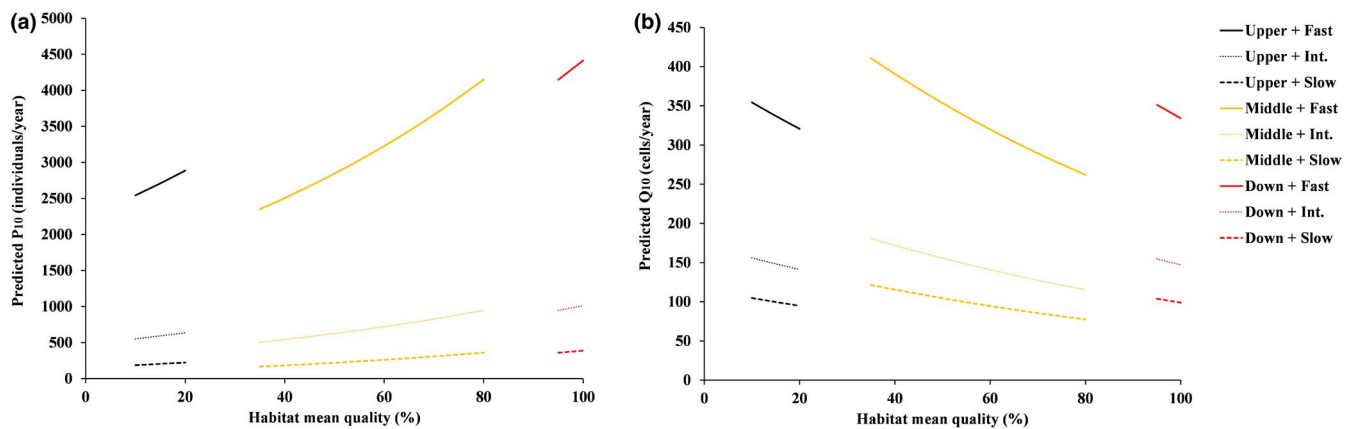 (a)
5000
4500
4000
3500
3000
2500
2000
1500
1000
500
0
Predicted P10 (individuals/year)
0 20 40 60 80 100
Habitat mean quality (%)
(b)
450
400
350
300
250
200
150
100
50
0
Predicted Q10 (cells/year)
0 20 40 60 80 100
Habitat mean quality (%)
Upper + Fast
Upper + Int.
Upper + Slow
Middle + Fast
Middle + Int.
Middle + Slow
Down + Fast
Down + Int.
Down + Slow